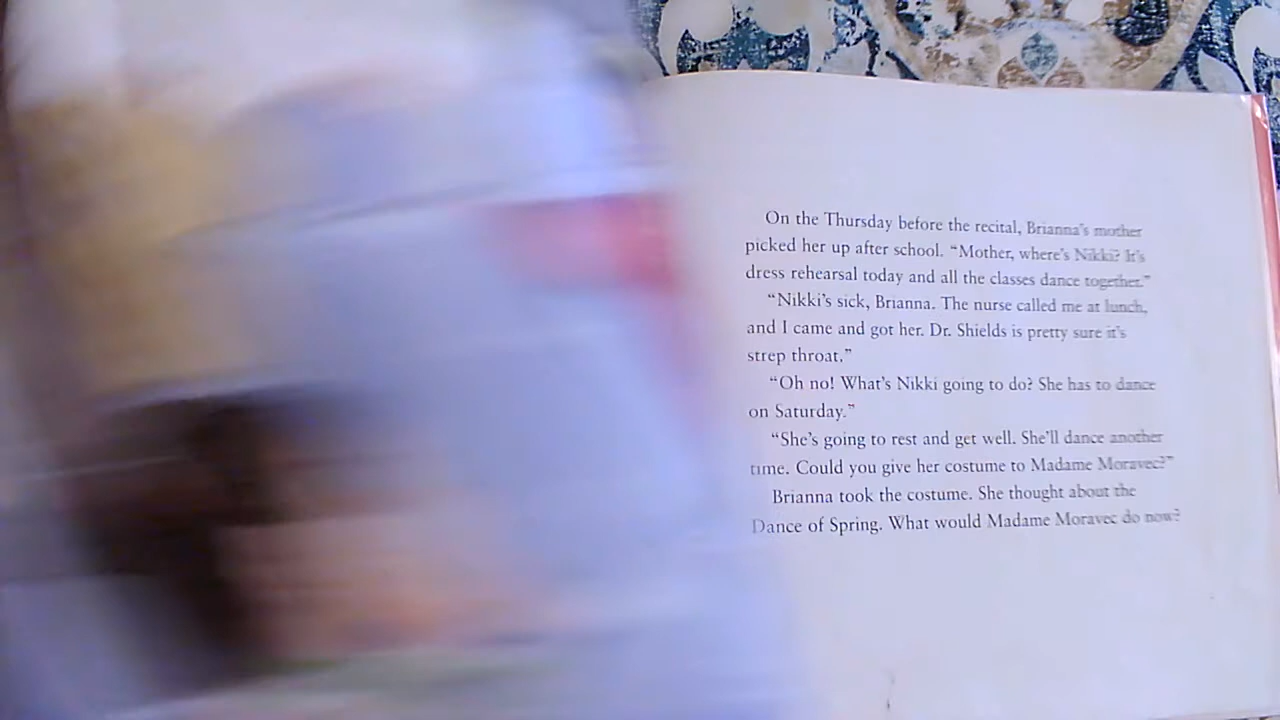 On the Thursday before the recital, Brianna's mother
picked her up after school. “Mother, where's Nikki? It's
dress rehearsal today and all the classes dance together.”
“Nikki's sick, Brianna. The nurse called me at lunch,
and I came and got her. Dr. Shields is pretty sure it's
strep throat.”
“Oh no! What's Nikki going to do? She has to dance
on Saturday.”
“She's going to rest and get well. She'll dance another
time. Could you give her costume to Madame Moravec?”
Brianna took the costume. She thought about the
Dance of Spring. What would Madame Moravec do now?